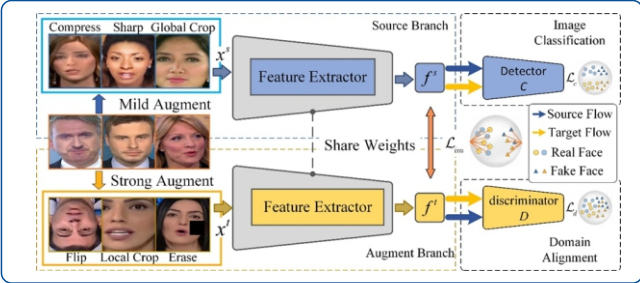 Compress Sharp Global Crop
Source Branch
Image
Classification
x^s
Feature Extractor
f^s
Detector
C
L_c
Mild Augment
Source Flow
Target Flow
Share Weights
Real Face
Fake Face
Strong Augment
x^t
Feature Extractor
f^t
discriminator
D
L_d
Flip Local Crop Erase
Augment Branch
Domain
Alignment